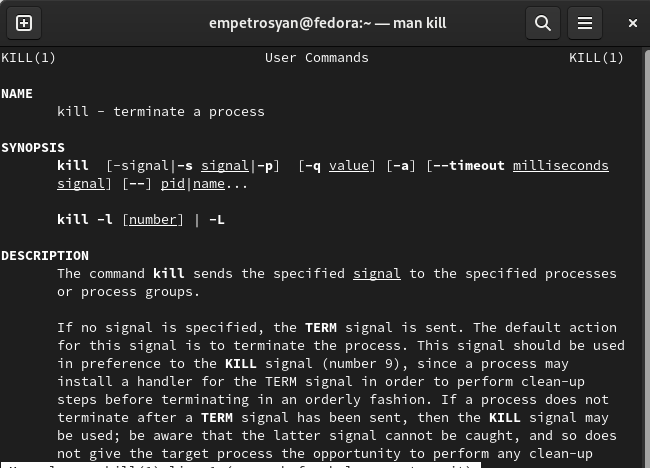 empetrosyan@fedora:~ — man kill
KILL(1) User Commands KILL(1)
NAME
kill - terminate a process
SYNOPSIS
kill [-signal|-s signal|-p] [-q value] [-a] [--timeout milliseconds
signal] [--] pid|name...
kill -l [number] | -L
DESCRIPTION
The command kill sends the specified signal to the specified processes
or process groups.
If no signal is specified, the TERM signal is sent. The default action
for this signal is to terminate the process. This signal should be used
in preference to the KILL signal (number 9), since a process may
install a handler for the TERM signal in order to perform clean-up
steps before terminating in an orderly fashion. If a process does not
terminate after a TERM signal has been sent, then the KILL signal may
be used; be aware that the latter signal cannot be caught, and so does
not give the target process the opportunity to perform any clean-up